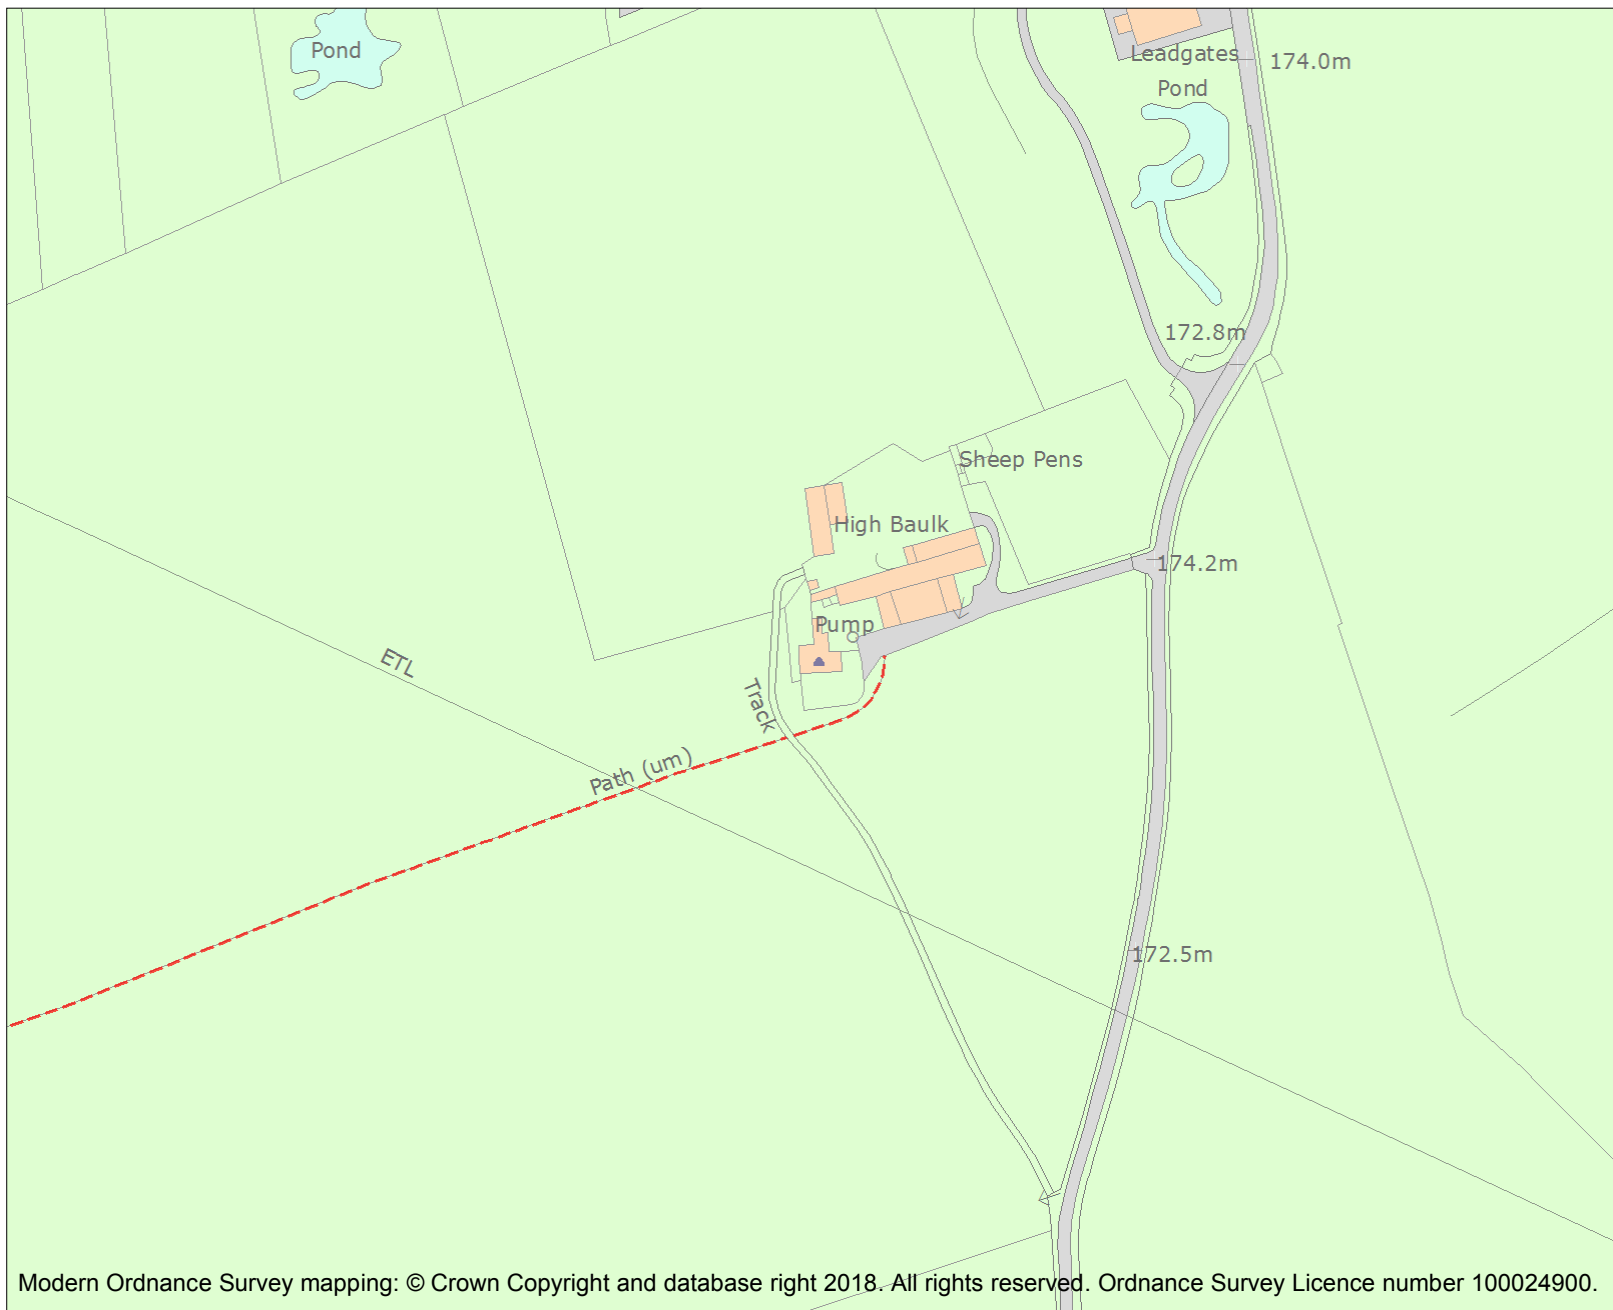 Pond
Leadgates
174.0m
Pond
172.8m
Sheep Pens
High Baulk
174.2m
Pump
ETL
Track
Path (um)
172.5m
Modern Ordnance Survey mapping: © Crown Copyright and database right 2018. All rights reserved. Ordnance Survey Licence number 100024900.